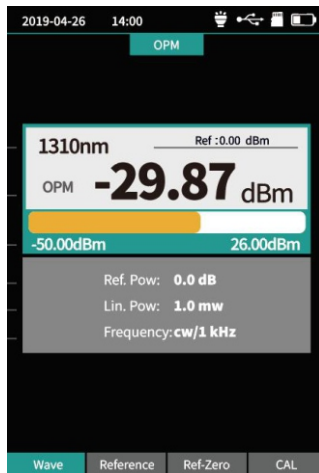 2019-04-26 14:00
OPM
1310nm Ref :0.00 dBm
OPM -29.87 dBm
-50.00dBm 26.00dBm
Ref. Pow: 0.0 dB
Lin. Pow: 1.0 mw
Frequency:cw/1 kHz
Wave Reference Ref-Zero CAL